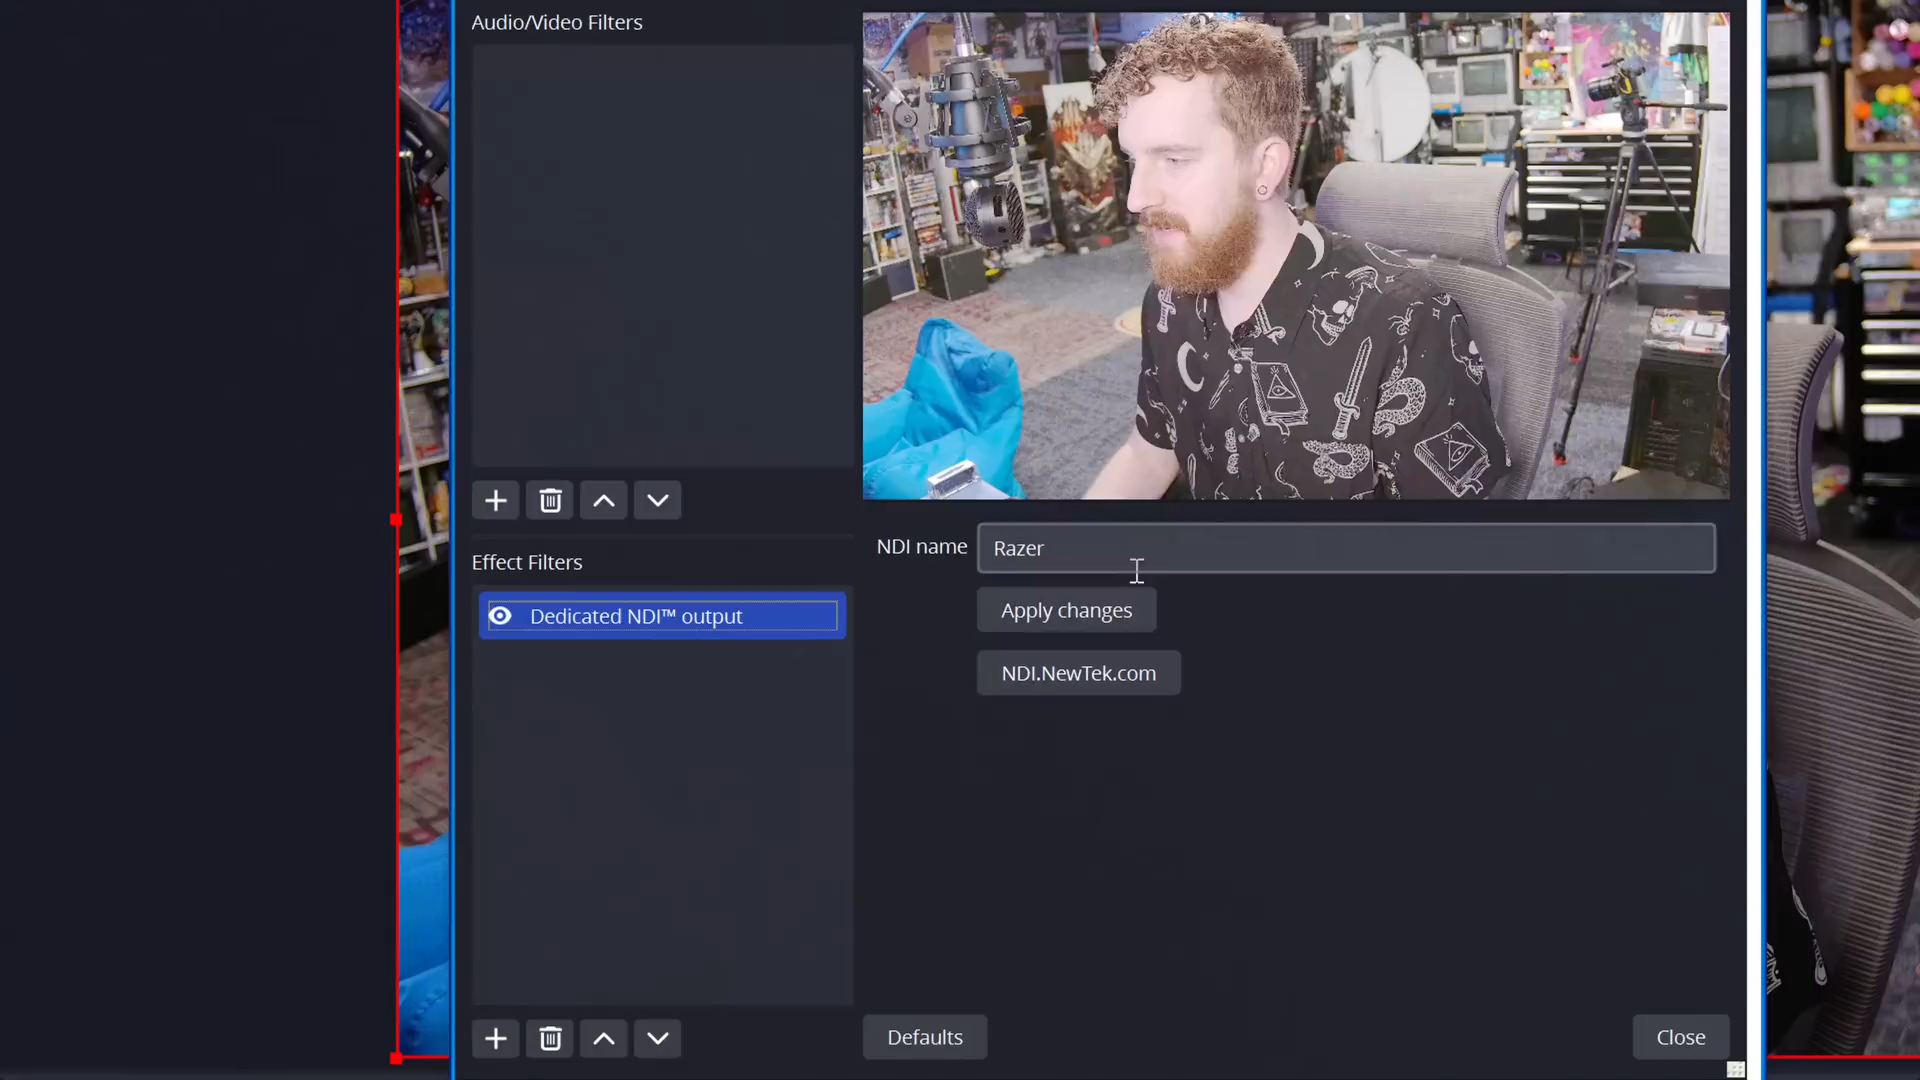 Audio/Video Filters
Effect Filters
Dedicated NDI™ output
NDI name
Razer
Apply changes
NDI.NewTek.com
Defaults
Close